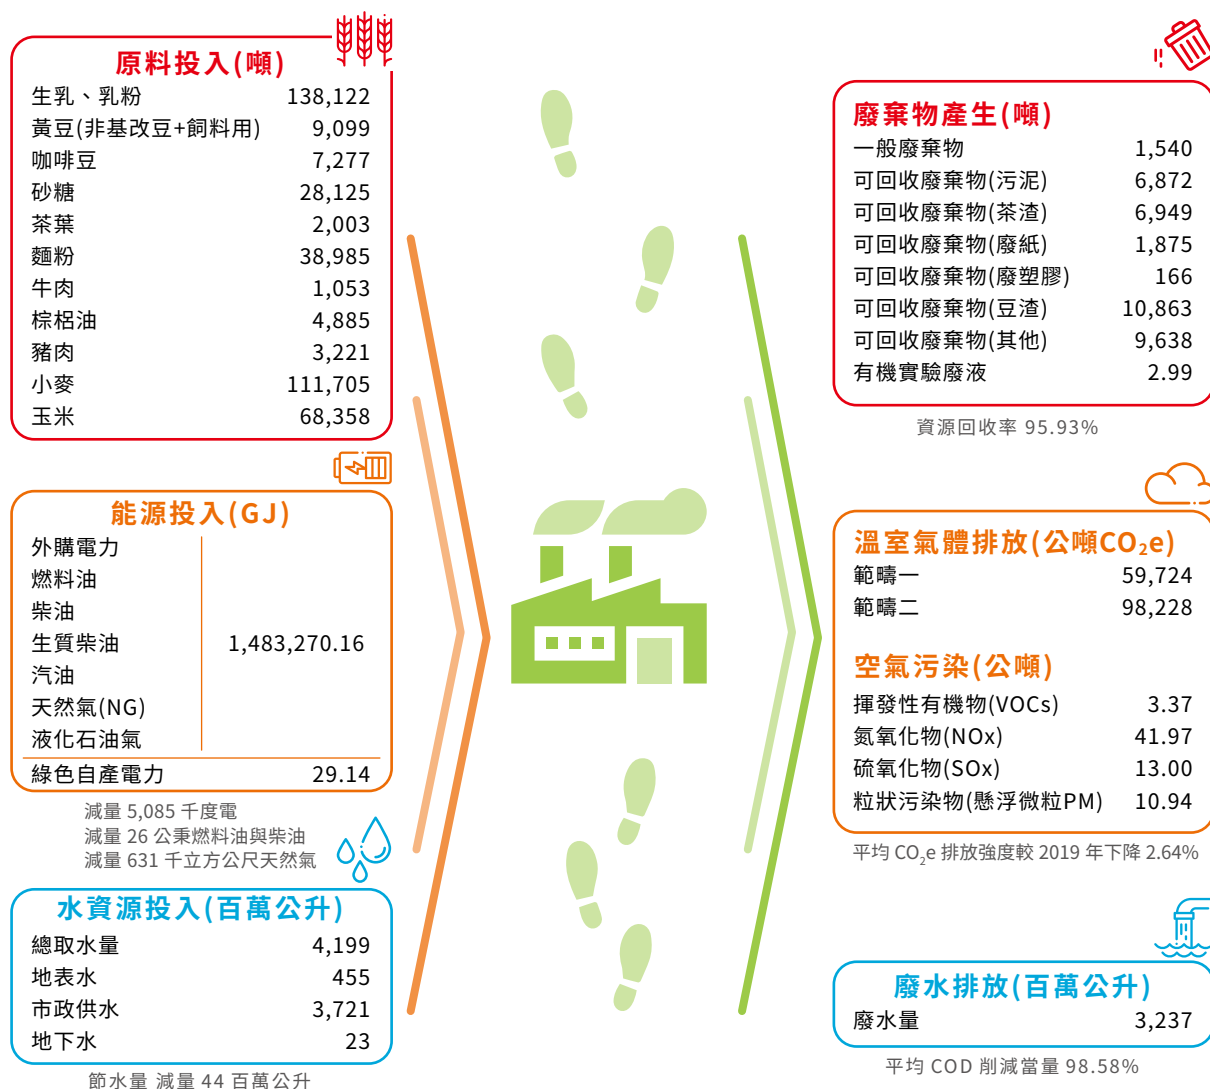 原料投入(噸)
生乳、乳粉 138,122
黃豆(非基改豆+飼料用) 9,099
咖啡豆 7,277
砂糖 28,125
茶葉 2,003
麵粉 38,985
牛肉 1,053
棕梠油 4,885
豬肉 3,221
小麥 111,705
玉米 68,358
能源投入(GJ)
外購電力
燃料油
柴油
生質柴油 1,483,270.16
汽油
天然氣(NG)
液化石油氣
綠色自產電力 29.14
減量 5,085 千度電
減量 26 公秉燃料油與柴油
減量 631 千立方公尺天然氣
水資源投入(百萬公升)
總取水量 4,199
地表水 455
市政供水 3,721
地下水 23
節水量 減量 44 百萬公升
廢棄物產生(噸)
一般廢棄物 1,540
可回收廢棄物(污泥) 6,872
可回收廢棄物(茶渣) 6,949
可回收廢棄物(廢紙) 1,875
可回收廢棄物(廢塑膠) 166
可回收廢棄物(豆渣) 10,863
可回收廢棄物(其他) 9,638
有機實驗廢液 2.99
資源回收率 95.93%
溫室氣體排放(公噸CO₂e)
範疇一 59,724
範疇二 98,228
空氣污染(公噸)
揮發性有機物(VOCs) 3.37
氮氧化物(NOx) 41.97
硫氧化物(SOx) 13.00
粒狀污染物(懸浮微粒PM) 10.94
平均 CO₂e 排放強度較 2019 年下降 2.64%
廢水排放(百萬公升)
廢水量 3,237
平均 COD 削減當量 98.58%